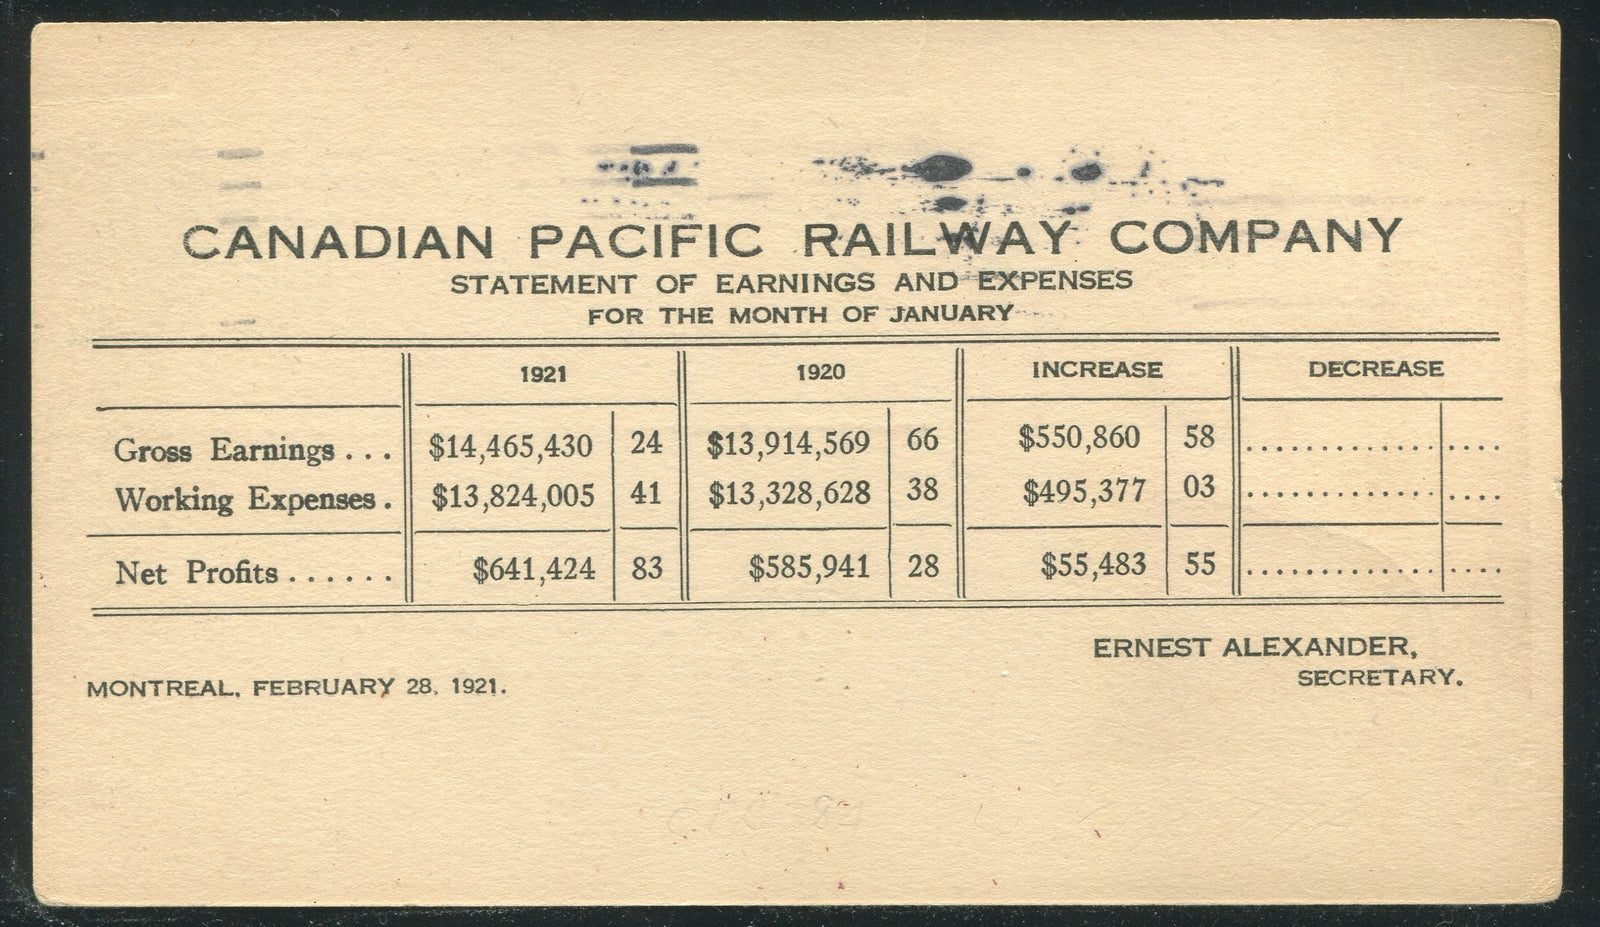 CANADIAN PACIFIC RAILWAY COMPANY
STATEMENT OF EARNINGS AND EXPENSES
FOR THE MONTH OF JANUARY
1921 1920 INCREASE DECREASE
Gross Earnings... $14,465,430 24 $13,914,569 66 $550,860 58 .............. ....
Working Expenses. $13,824,005 41 $13,328,628 38 $495,377 03 .............. ....
Net Profits...... $641,424 83 $585,941 28 $55,483 55 .............. ....
ERNEST ALEXANDER,
SECRETARY.
MONTREAL, FEBRUARY 28, 1921.